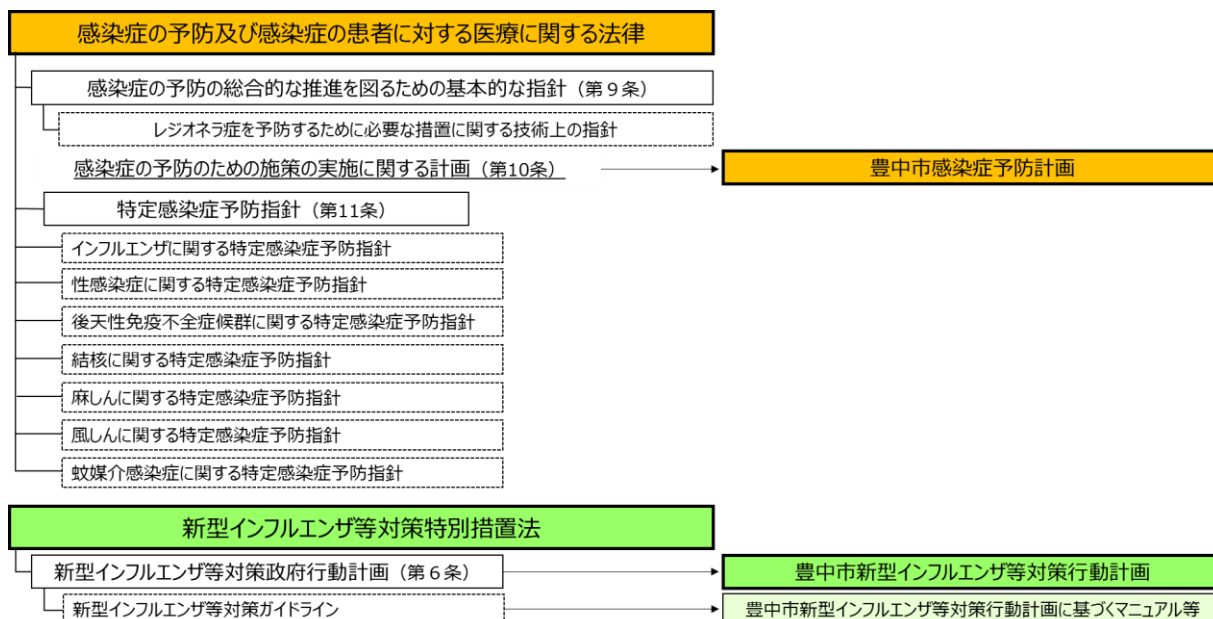 感染症の予防及び感染症の患者に対する医療に関する法律
感染症の予防の総合的な推進を図るための基本的な指針（第９条）
レジオネラ症を予防するために必要な措置に関する技術上の指針
感染症の予防のための施策の実施に関する計画（第10条）
豊中市感染症予防計画
特定感染症予防指針（第11条）
インフルエンザに関する特定感染症予防指針
性感染症に関する特定感染症予防指針
後天性免疫不全症候群に関する特定感染症予防指針
結核に関する特定感染症予防指針
麻しんに関する特定感染症予防指針
風しんに関する特定感染症予防指針
蚊媒介感染症に関する特定感染症予防指針
新型インフルエンザ等対策特別措置法
新型インフルエンザ等対策政府行動計画（第６条）
豊中市新型インフルエンザ等対策行動計画
新型インフルエンザ等対策ガイドライン
豊中市新型インフルエンザ等対策行動計画に基づくマニュアル等